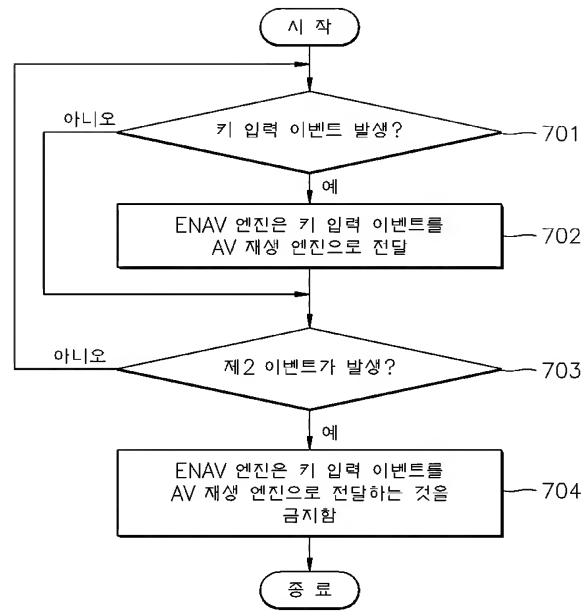 시 작
아니오
키 입력 이벤트 발생?
701
예
ENAV 엔진은 키 입력 이벤트를
AV 재생 엔진으로 전달
702
아니오
제2 이벤트가 발생?
703
예
ENAV 엔진은 키 입력 이벤트를
AV 재생 엔진으로 전달하는 것을
금지함
704
종 료